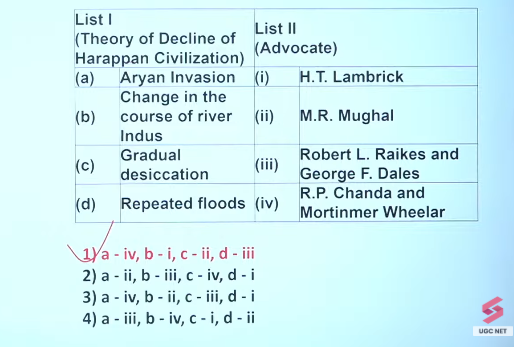 List I
(Theory of Decline of
Harappan Civilization)
List II
(Advocate)
(a) Aryan Invasion (i) H.T. Lambrick
(b) Change in the
course of river
Indus
(ii) M.R. Mughal
(c) Gradual
desiccation
(iii) Robert L. Raikes and
George F. Dales
(d) Repeated floods (iv) R.P. Chanda and
Mortinmer Wheelar
1) a - iv, b - i, c - ii, d - iii
2) a - ii, b - iii, c - iv, d - i
3) a - iv, b - ii, c - iii, d - i
4) a - iii, b - iv, c - i, d - ii
UGC NET